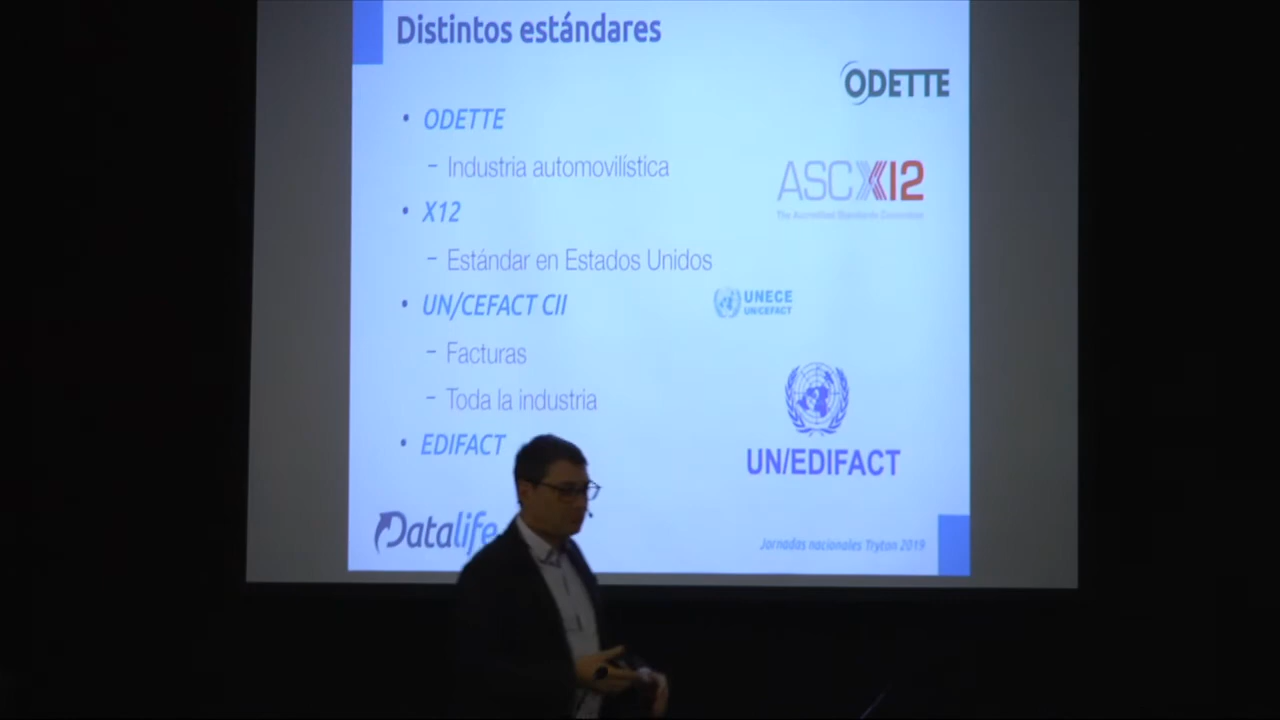 Distintos estándares
ODETTE
• ODETTE
– Industria automovilística
ASC X12
The Accredited Standards Committee
• X12
– Estándar en Estados Unidos
• UN/CEFACT CII
UNECE
UN/CEFACT
– Facturas
– Toda la industria
• EDIFACT
UN/EDIFACT
Datalife
Jornadas nacionales Tryton 2019